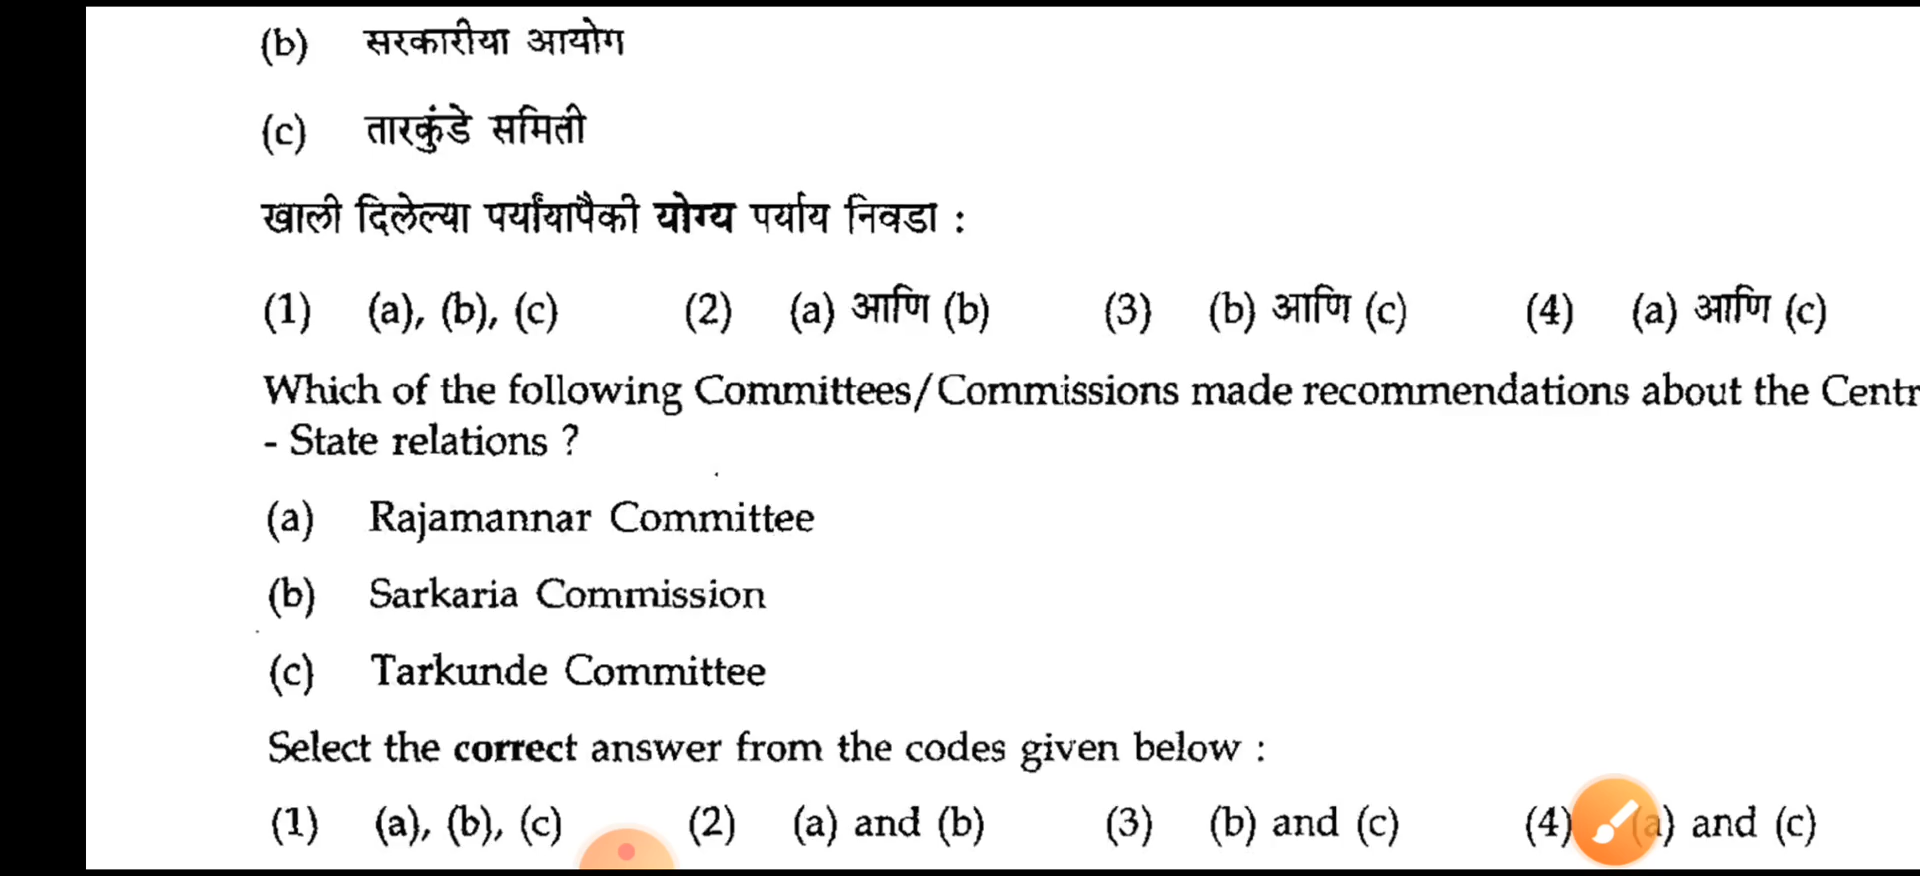 (b) सरकारीया आयोग
(c) तारकुंडे समिती
खाली दिलेल्या पर्यांयापैकी योग्य पर्याय निवडा :
(1) (a), (b), (c) (2) (a) आणि (b) (3) (b) आणि (c) (4) (a) आणि (c)
Which of the following Committees/Commissions made recommendations about the Centr
- State relations ?
(a) Rajamannar Committee
(b) Sarkaria Commission
(c) Tarkunde Committee
Select the correct answer from the codes given below :
(1) (a), (b), (c) (2) (a) and (b) (3) (b) and (c) (4) (a) and (c)